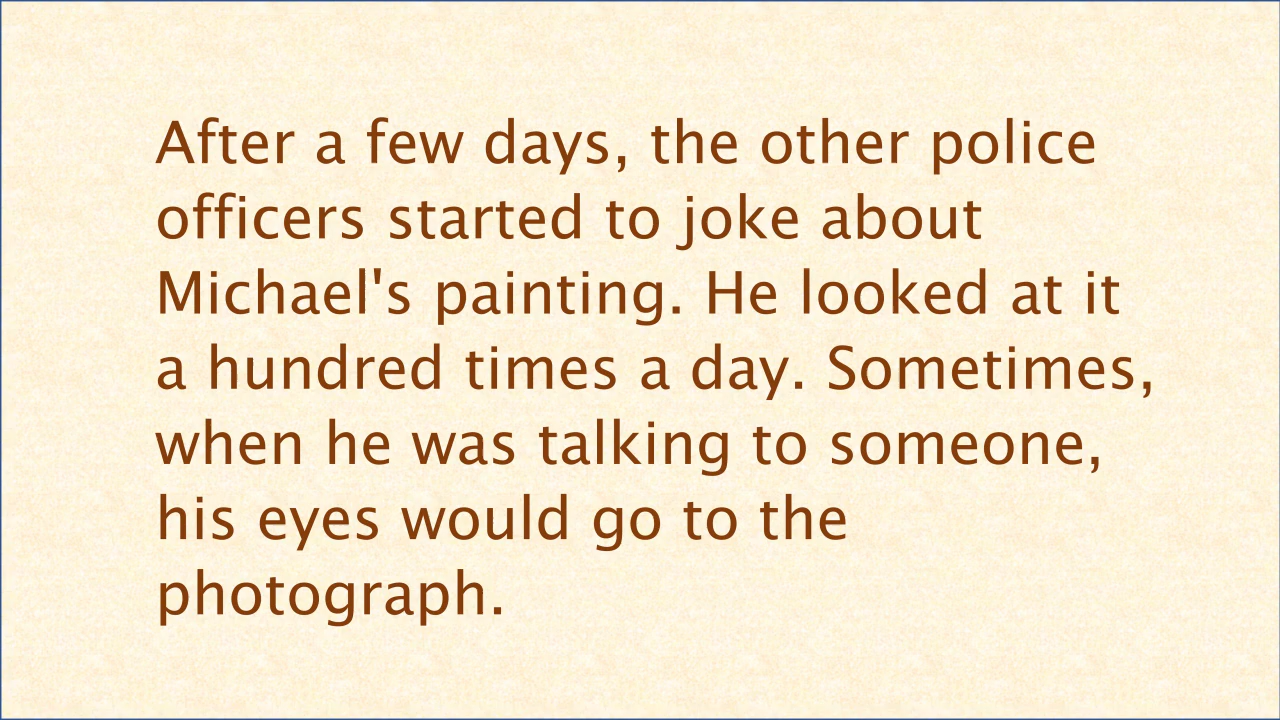 After a few days, the other police
officers started to joke about
Michael's painting. He looked at it
a hundred times a day. Sometimes,
when he was talking to someone,
his eyes would go to the
photograph.